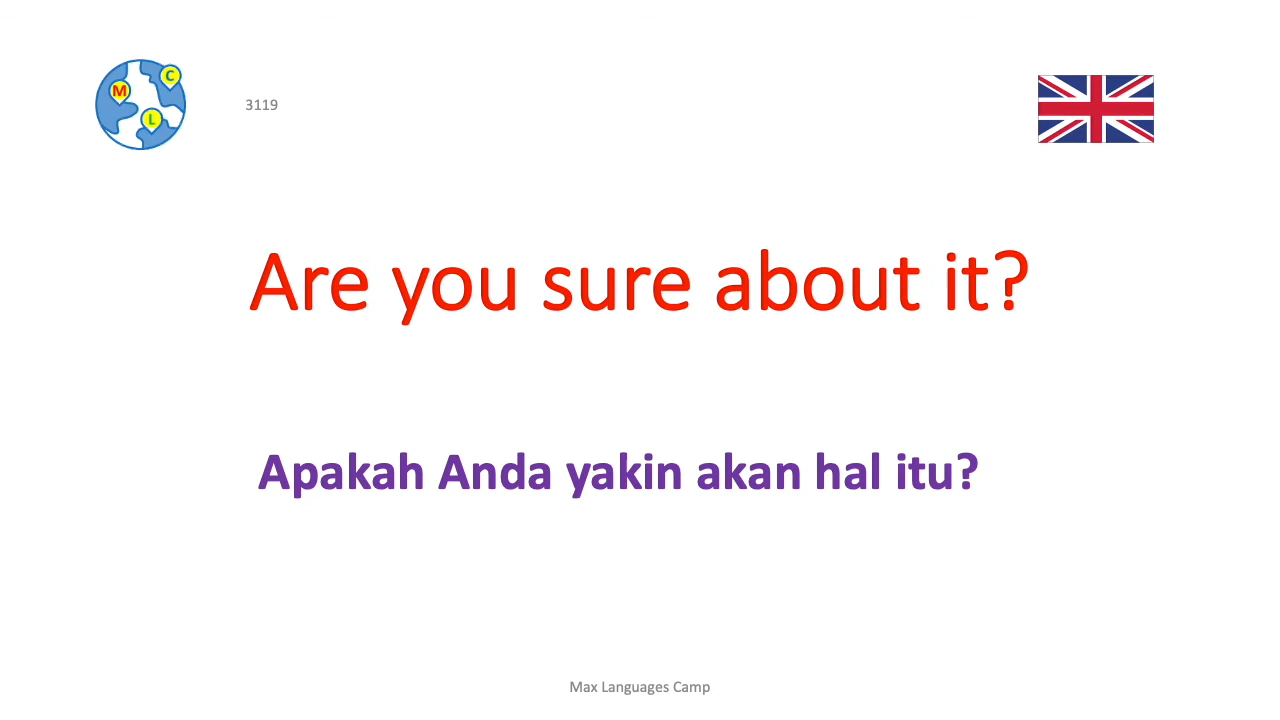 M
C
L
3119
Are you sure about it?
Apakah Anda yakin akan hal itu?
Max Languages Camp